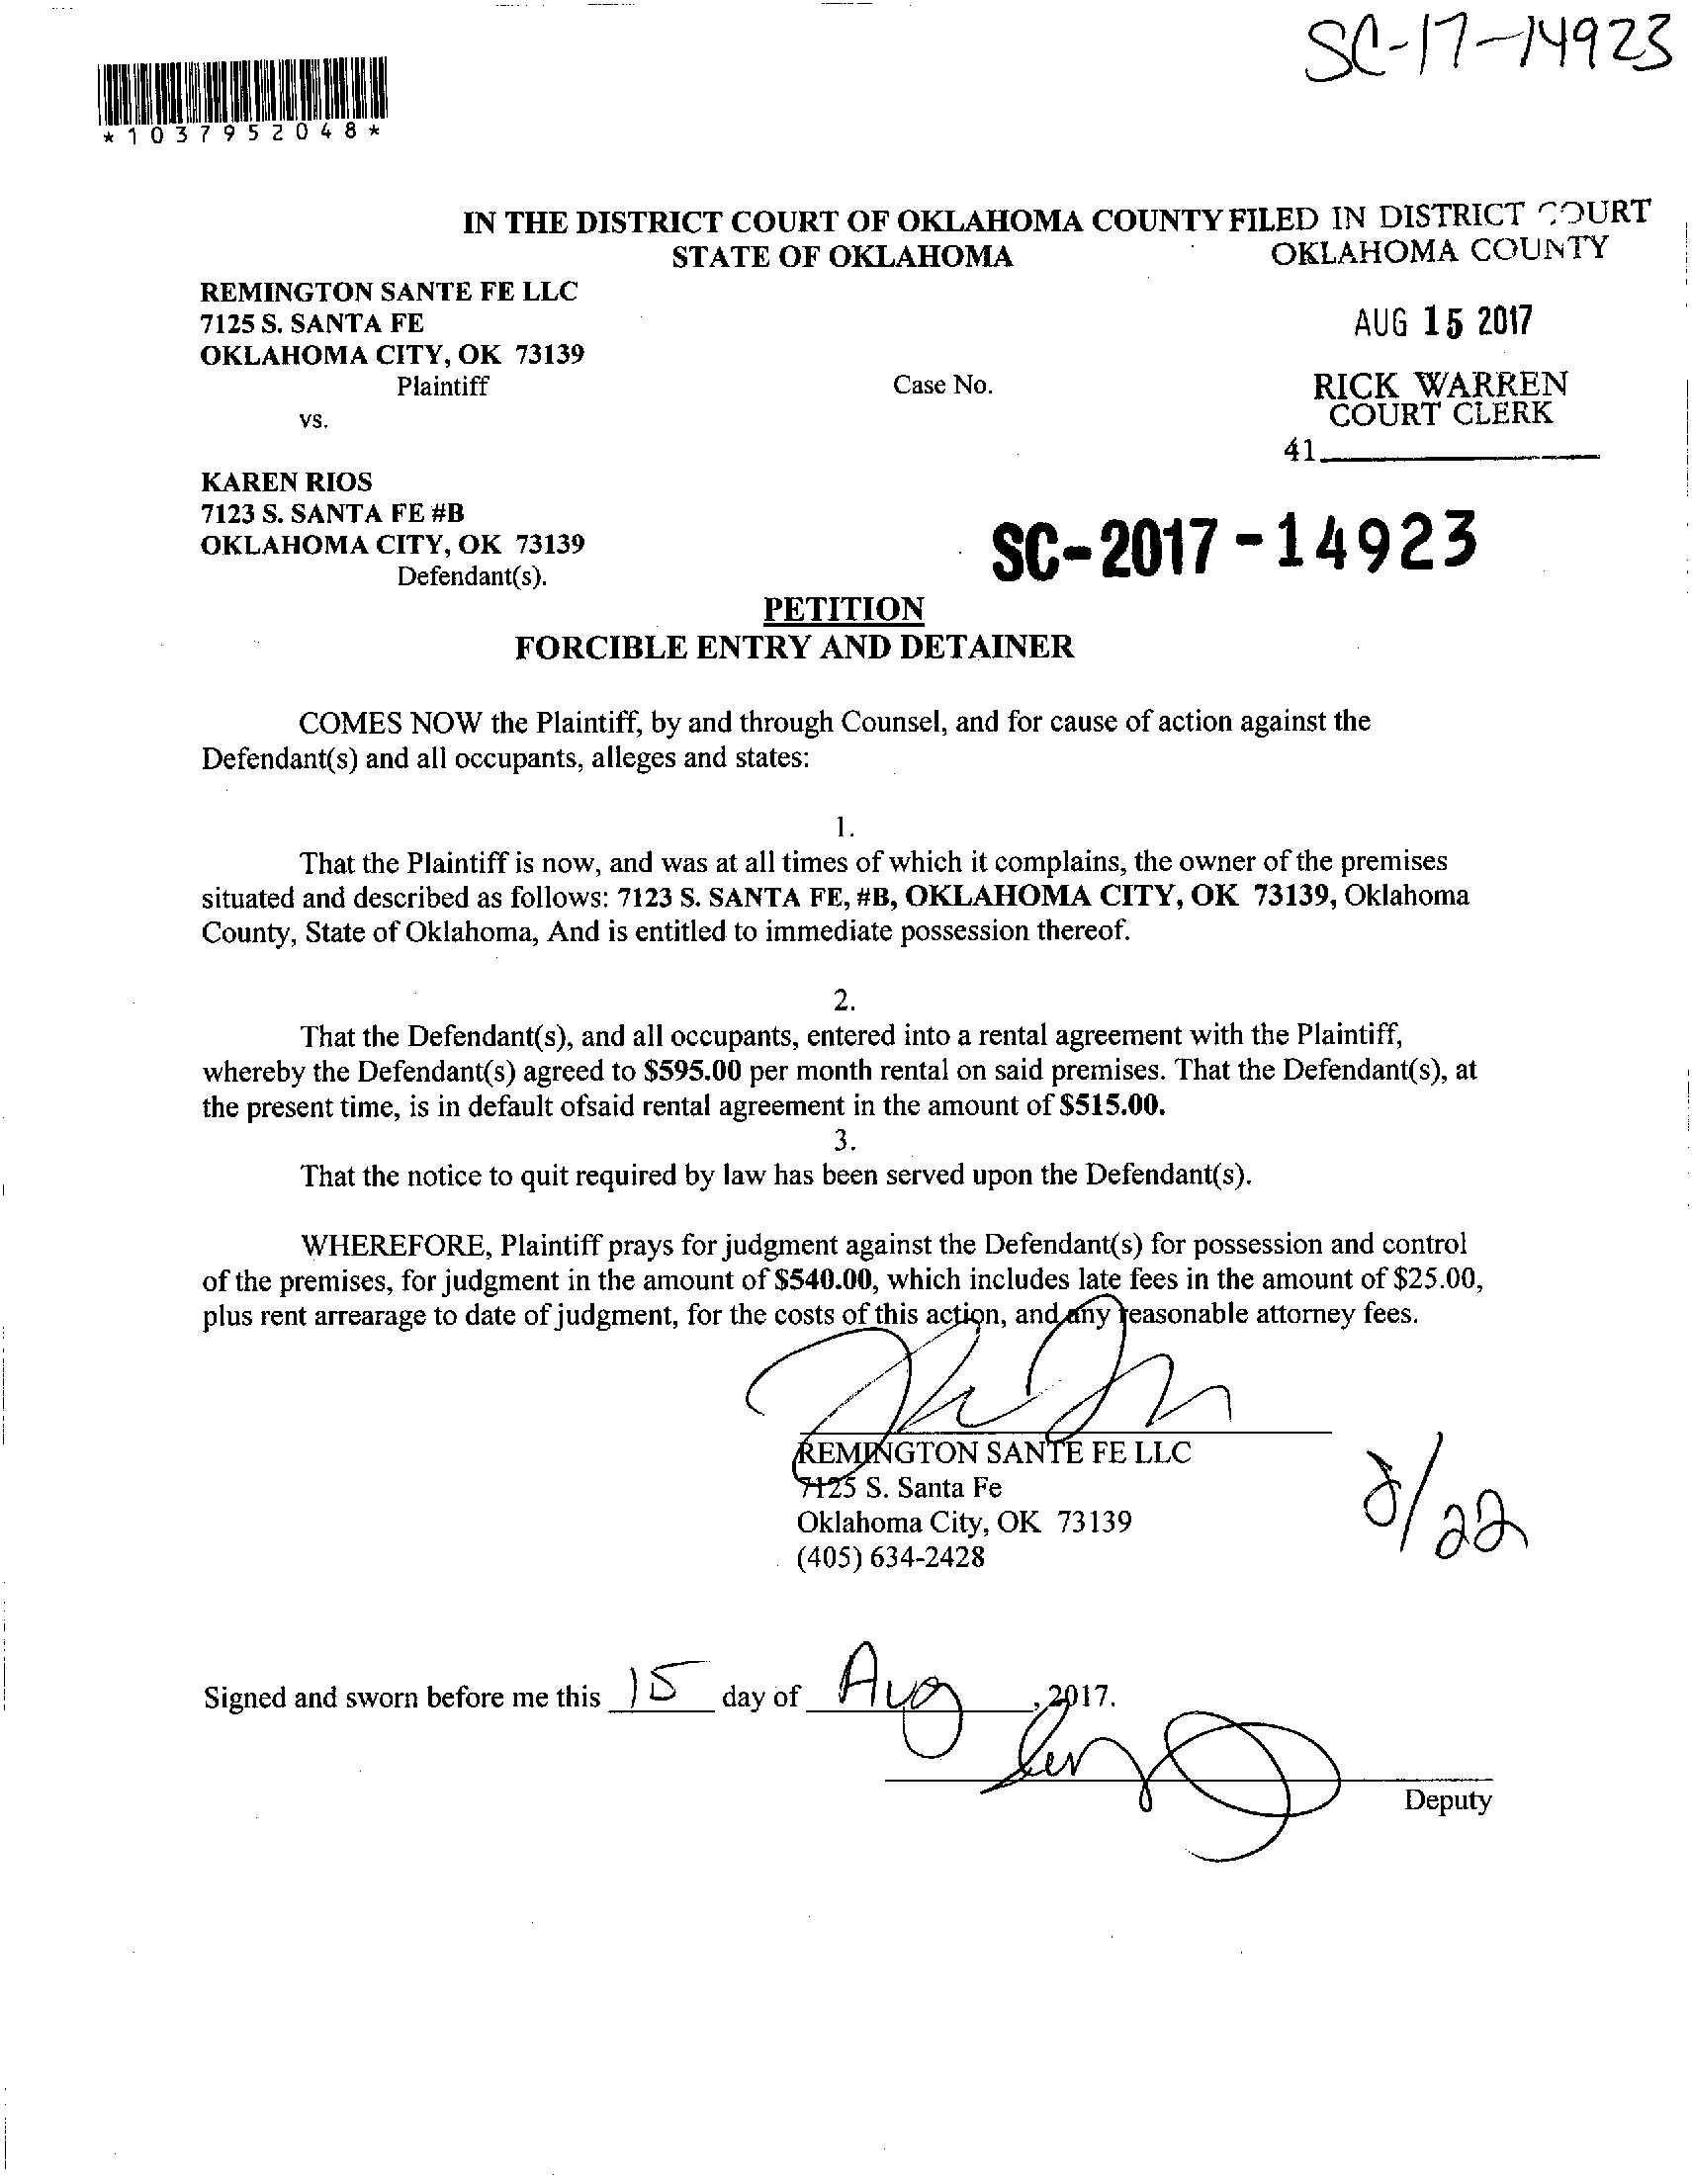 SC-17-14923
*1037952048*
IN THE DISTRICT COURT OF OKLAHOMA COUNTY FILED IN DISTRICT COURT
STATE OF OKLAHOMA OKLAHOMA COUNTY
REMINGTON SANTE FE LLC
7125 S. SANTA FE AUG 15 2017
OKLAHOMA CITY, OK 73139
Plaintiff Case No. RICK WARREN
vs. COURT CLERK
41
KAREN RIOS
7123 S. SANTA FE #B
OKLAHOMA CITY, OK 73139 SC-2017-14923
Defendant(s).
PETITION
FORCIBLE ENTRY AND DETAINER
COMES NOW the Plaintiff, by and through Counsel, and for cause of action against the
Defendant(s) and all occupants, alleges and states:
1.
That the Plaintiff is now, and was at all times of which it complains, the owner of the premises
situated and described as follows: 7123 S. SANTA FE, #B, OKLAHOMA CITY, OK 73139, Oklahoma
County, State of Oklahoma, And is entitled to immediate possession thereof.
2.
That the Defendant(s), and all occupants, entered into a rental agreement with the Plaintiff,
whereby the Defendant(s) agreed to $595.00 per month rental on said premises. That the Defendant(s), at
the present time, is in default ofsaid rental agreement in the amount of $515.00.
3.
That the notice to quit required by law has been served upon the Defendant(s).
WHEREFORE, Plaintiff prays for judgment against the Defendant(s) for possession and control
of the premises, for judgment in the amount of $540.00, which includes late fees in the amount of $25.00,
plus rent arrearage to date of judgment, for the costs of this action, and any reasonable attorney fees.
REMINGTON SANTE FE LLC
7125 S. Santa Fe
Oklahoma City, OK 73139
(405) 634-2428
8/22
Signed and sworn before me this 15 day of Aug, 2017.
Deputy